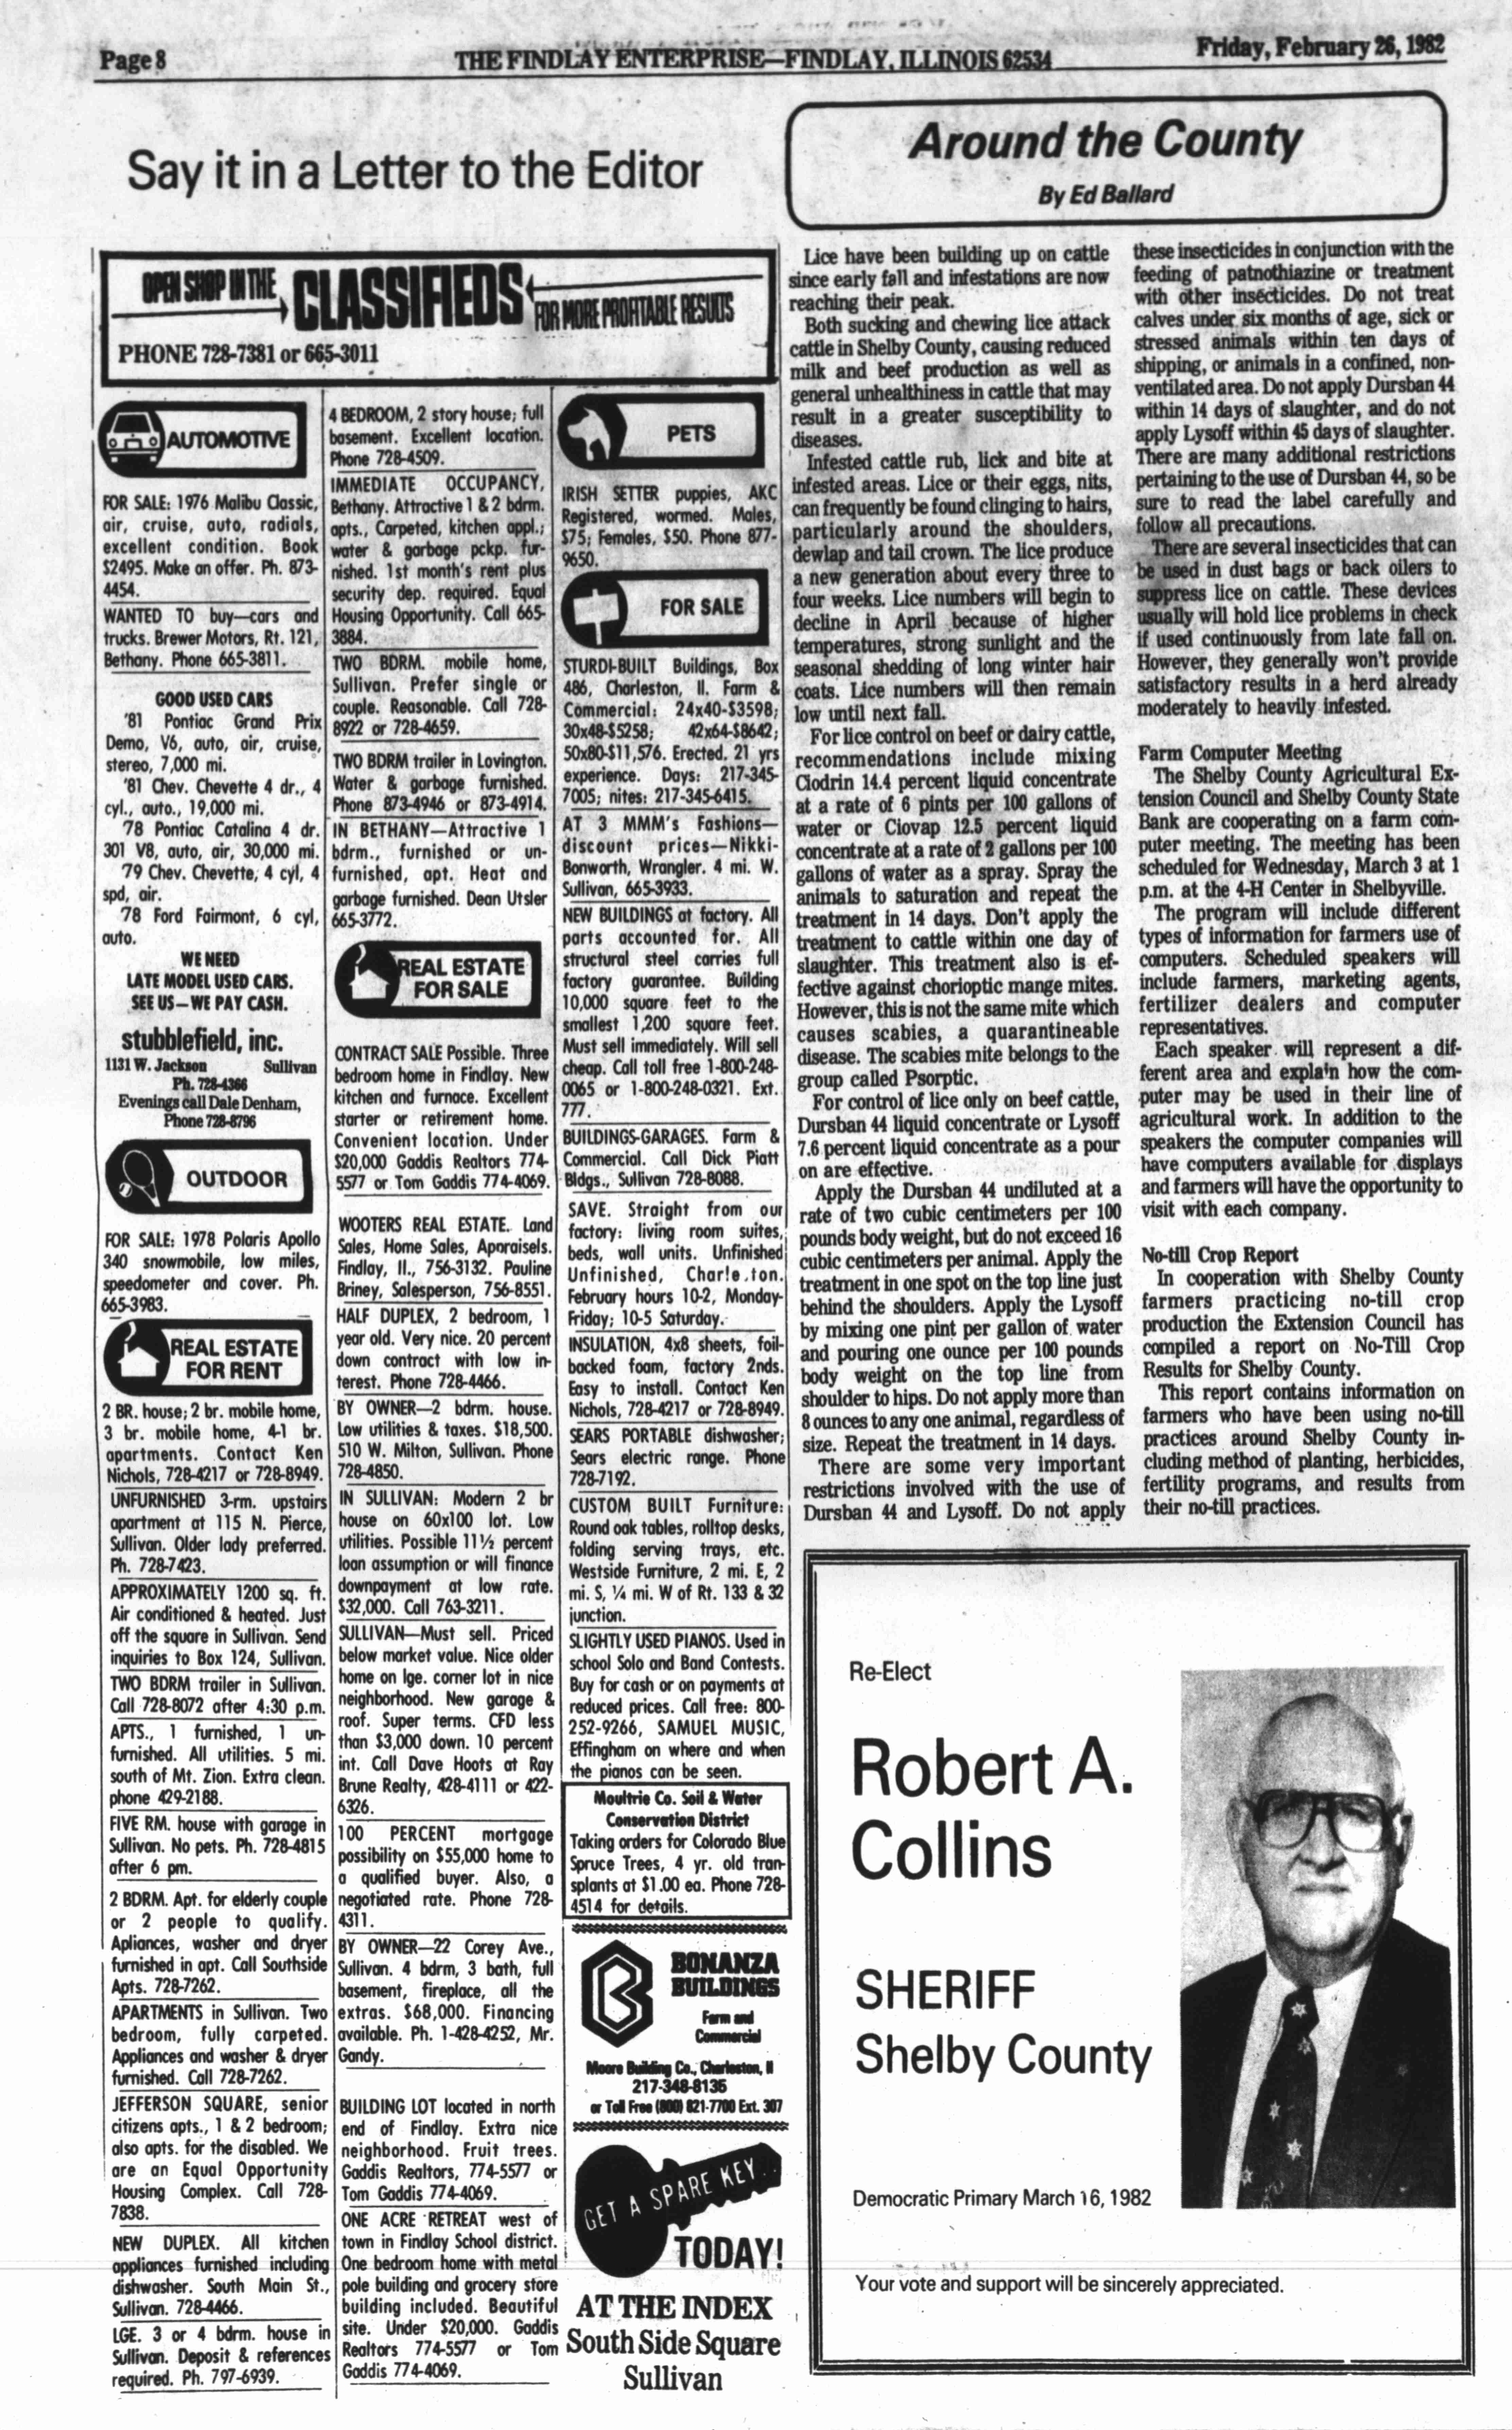 Page 8
THE FINDLAY ENTERPRISE—FINDLAY, ILLINOIS 62534
Friday, February 26, 1982
Say it in a Letter to the Editor
OPEN SHOP IN THE
CLASSIFIEDS
FOR MORE PROFITABLE RESULTS
PHONE 728-7381 or 665-3011
AUTOMOTIVE
FOR SALE: 1976 Malibu Classic,
air, cruise, auto, radials,
excellent condition. Book
$2495. Make an offer. Ph. 873-
4454.
WANTED TO buy—cars and
trucks. Brewer Motors, Rt. 121,
Bethany. Phone 665-3811.
GOOD USED CARS
'81 Pontiac Grand Prix
Demo, V6, auto, air, cruise,
stereo, 7,000 mi.
'81 Chev. Chevette 4 dr., 4
cyl., auto., 19,000 mi.
'78 Pontiac Catalina 4 dr.
301 V8, auto, air, 30,000 mi.
'79 Chev. Chevette, 4 cyl, 4
spd, air.
'78 Ford Fairmont, 6 cyl,
auto.
WE NEED
LATE MODEL USED CARS.
SEE US—WE PAY CASH.
stubblefield, inc.
1131 W. Jackson Sullivan
Ph. 728-4366
Evenings call Dale Denham,
Phone 728-8796
OUTDOOR
FOR SALE: 1978 Polaris Apollo
340 snowmobile, low miles,
speedometer and cover. Ph.
665-3983.
REAL ESTATE
FOR RENT
2 BR. house; 2 br. mobile home,
3 br. mobile home, 4-1 br.
apartments. Contact Ken
Nichols, 728-4217 or 728-8949.
UNFURNISHED 3-rm. upstairs
apartment at 115 N. Pierce,
Sullivan. Older lady preferred.
Ph. 728-7423.
APPROXIMATELY 1200 sq. ft.
Air conditioned & heated. Just
off the square in Sullivan. Send
inquiries to Box 124, Sullivan.
TWO BDRM trailer in Sullivan.
Call 728-8072 after 4:30 p.m.
APTS., 1 furnished, 1 un-
furnished. All utilities. 5 mi.
south of Mt. Zion. Extra clean.
phone 429-2188.
FIVE RM. house with garage in
Sullivan. No pets. Ph. 728-4815
after 6 pm.
2 BDRM. Apt. for elderly couple
or 2 people to qualify.
Apliances, washer and dryer
furnished in apt. Call Southside
Apts. 728-7262.
APARTMENTS in Sullivan. Two
bedroom, fully carpeted.
Appliances and washer & dryer
furnished. Call 728-7262.
JEFFERSON SQUARE, senior
citizens apts., 1 & 2 bedroom;
also apts. for the disabled. We
are an Equal Opportunity
Housing Complex. Call 728-
7838.
NEW DUPLEX. All kitchen
appliances furnished including
dishwasher. South Main St.,
Sullivan. 728-4466.
LGE. 3 or 4 bdrm. house in
Sullivan. Deposit & references
required. Ph. 797-6939.
4 BEDROOM, 2 story house; full
basement. Excellent location.
Phone 728-4509.
IMMEDIATE OCCUPANCY,
Bethany. Attractive 1 & 2 bdrm.
apts., Carpeted, kitchen appl.;
water & garbage pckp. fur-
nished. 1st month's rent plus
security dep. required. Equal
Housing Opportunity. Call 665-
3884.
TWO BDRM. mobile home,
Sullivan. Prefer single or
couple. Reasonable. Call 728-
8922 or 728-4659.
TWO BDRM trailer in Lovington.
Water & garbage furnished.
Phone 873-4946 or 873-4914.
IN BETHANY—Attractive 1
bdrm., furnished or un-
furnished, apt. Heat and
garbage furnished. Dean Utsler
665-3772.
REAL ESTATE
FOR SALE
CONTRACT SALE Possible. Three
bedroom home in Findlay. New
kitchen and furnace. Excellent
starter or retirement home.
Convenient location. Under
$20,000 Gaddis Realtors 774-
5577 or Tom Gaddis 774-4069.
WOOTERS REAL ESTATE. Land
Sales, Home Sales, Appraisels.
Findlay, Il., 756-3132. Pauline
Briney, Salesperson, 756-8551.
HALF DUPLEX, 2 bedroom, 1
year old. Very nice. 20 percent
down contract with low in-
terest. Phone 728-4466.
BY OWNER—2 bdrm. house.
Low utilities & taxes. $18,500.
510 W. Milton, Sullivan. Phone
728-4850.
IN SULLIVAN: Modern 2 br
house on 60x100 lot. Low
utilities. Possible 11½ percent
loan assumption or will finance
downpayment at low rate.
$32,000. Call 763-3211.
SULLIVAN—Must sell. Priced
below market value. Nice older
home on lge. corner lot in nice
neighborhood. New garage &
roof. Super terms. CFD less
than $3,000 down. 10 percent
int. Call Dave Hoots at Ray
Brune Realty, 428-4111 or 422-
6326.
100 PERCENT mortgage
possibility on $55,000 home to
a qualified buyer. Also, a
negotiated rate. Phone 728-
4311.
BY OWNER—22 Corey Ave.,
Sullivan. 4 bdrm, 3 bath, full
basement, fireplace, all the
extras. $68,000. Financing
available. Ph. 1-428-4252, Mr.
Gandy.
BUILDING LOT located in north
end of Findlay. Extra nice
neighborhood. Fruit trees.
Gaddis Realtors, 774-5577 or
Tom Gaddis 774-4069.
ONE ACRE RETREAT west of
town in Findlay School district.
One bedroom home with metal
pole building and grocery store
building included. Beautiful
site. Under $20,000. Gaddis
Realtors 774-5577 or Tom
Gaddis 774-4069.
PETS
IRISH SETTER puppies, AKC
Registered, wormed. Males,
$75; Females, $50. Phone 877-
9650.
FOR SALE
STURDI-BUILT Buildings, Box
486, Charleston, Il. Farm &
Commercial: 24x40-$3598;
30x48-$5258; 42x64-$8642;
50x80-$11,576. Erected. 21 yrs
experience. Days: 217-345-
7005; nites: 217-345-6415.
AT 3 MMM's Fashions—
discount prices—Nikki-
Bonworth, Wrangler. 4 mi. W.
Sullivan, 665-3933.
NEW BUILDINGS at factory. All
parts accounted for. All
structural steel carries full
factory guarantee. Building
10,000 square feet to the
smallest 1,200 square feet.
Must sell immediately. Will sell
cheap. Call toll free 1-800-248-
0065 or 1-800-248-0321. Ext.
777.
BUILDINGS-GARAGES. Farm &
Commercial. Call Dick Piatt
Bldgs., Sullivan 728-8088.
SAVE. Straight from our
factory: living room suites,
beds, wall units. Unfinished
Unfinished, Charle.ton.
February hours 10-2, Monday-
Friday; 10-5 Saturday.
INSULATION, 4x8 sheets, foil-
backed foam, factory 2nds.
Easy to install. Contact Ken
Nichols, 728-4217 or 728-8949.
SEARS PORTABLE dishwasher;
Sears electric range. Phone
728-7192.
CUSTOM BUILT Furniture:
Round oak tables, rolltop desks,
folding serving trays, etc.
Westside Furniture, 2 mi. E, 2
mi. S, ¼ mi. W of Rt. 133 & 32
junction.
SLIGHTLY USED PIANOS. Used in
school Solo and Band Contests.
Buy for cash or on payments at
reduced prices. Call free: 800-
252-9266, SAMUEL MUSIC,
Effingham on where and when
the pianos can be seen.
Moultrie Co. Soil & Water
Conservation District
Taking orders for Colorado Blue
Spruce Trees, 4 yr. old tran-
splants at $1.00 ea. Phone 728-
4514 for details.
BONANZA
BUILDINGS
Farm and
Commercial
Moore Building Co., Charleston, Il
217-348-8135
or Toll Free (800) 821-7700 Ext. 307
GET A SPARE KEY...
TODAY!
AT THE INDEX
South Side Square
Sullivan
Around the County
By Ed Ballard
Lice have been building up on cattle
since early fall and infestations are now
reaching their peak.
Both sucking and chewing lice attack
cattle in Shelby County, causing reduced
milk and beef production as well as
general unhealthiness in cattle that may
result in a greater susceptibility to
diseases.
Infested cattle rub, lick and bite at
infested areas. Lice or their eggs, nits,
can frequently be found clinging to hairs,
particularly around the shoulders,
dewlap and tail crown. The lice produce
a new generation about every three to
four weeks. Lice numbers will begin to
decline in April because of higher
temperatures, strong sunlight and the
seasonal shedding of long winter hair
coats. Lice numbers will then remain
low until next fall.
For lice control on beef or dairy cattle,
recommendations include mixing
Ciodrin 14.4 percent liquid concentrate
at a rate of 6 pints per 100 gallons of
water or Ciovap 12.5 percent liquid
concentrate at a rate of 2 gallons per 100
gallons of water as a spray. Spray the
animals to saturation and repeat the
treatment in 14 days. Don't apply the
treatment to cattle within one day of
slaughter. This treatment also is ef-
fective against chorioptic mange mites.
However, this is not the same mite which
causes scabies, a quarantineable
disease. The scabies mite belongs to the
group called Psorptic.
For control of lice only on beef cattle,
Dursban 44 liquid concentrate or Lysoff
7.6 percent liquid concentrate as a pour
on are effective.
Apply the Dursban 44 undiluted at a
rate of two cubic centimeters per 100
pounds body weight, but do not exceed 16
cubic centimeters per animal. Apply the
treatment in one spot on the top line just
behind the shoulders. Apply the Lysoff
by mixing one pint per gallon of water
and pouring one ounce per 100 pounds
body weight on the top line from
shoulder to hips. Do not apply more than
8 ounces to any one animal, regardless of
size. Repeat the treatment in 14 days.
There are some very important
restrictions involved with the use of
Dursban 44 and Lysoff. Do not apply
these insecticides in conjunction with the
feeding of patnothiazine or treatment
with other insecticides. Do not treat
calves under six months of age, sick or
stressed animals within ten days of
shipping, or animals in a confined, non-
ventilated area. Do not apply Dursban 44
within 14 days of slaughter, and do not
apply Lysoff within 45 days of slaughter.
There are many additional restrictions
pertaining to the use of Dursban 44, so be
sure to read the label carefully and
follow all precautions.
There are several insecticides that can
be used in dust bags or back oilers to
suppress lice on cattle. These devices
usually will hold lice problems in check
if used continuously from late fall on.
However, they generally won't provide
satisfactory results in a herd already
moderately to heavily infested.
Farm Computer Meeting
The Shelby County Agricultural Ex-
tension Council and Shelby County State
Bank are cooperating on a farm com-
puter meeting. The meeting has been
scheduled for Wednesday, March 3 at 1
p.m. at the 4-H Center in Shelbyville.
The program will include different
types of information for farmers use of
computers. Scheduled speakers will
include farmers, marketing agents,
fertilizer dealers and computer
representatives.
Each speaker will represent a dif-
ferent area and explain how the com-
puter may be used in their line of
agricultural work. In addition to the
speakers the computer companies will
have computers available for displays
and farmers will have the opportunity to
visit with each company.
No-till Crop Report
In cooperation with Shelby County
farmers practicing no-till crop
production the Extension Council has
compiled a report on No-Till Crop
Results for Shelby County.
This report contains information on
farmers who have been using no-till
practices around Shelby County in-
cluding method of planting, herbicides,
fertility programs, and results from
their no-till practices.
Re-Elect
Robert A.
Collins
SHERIFF
Shelby County
Democratic Primary March 16, 1982
Your vote and support will be sincerely appreciated.